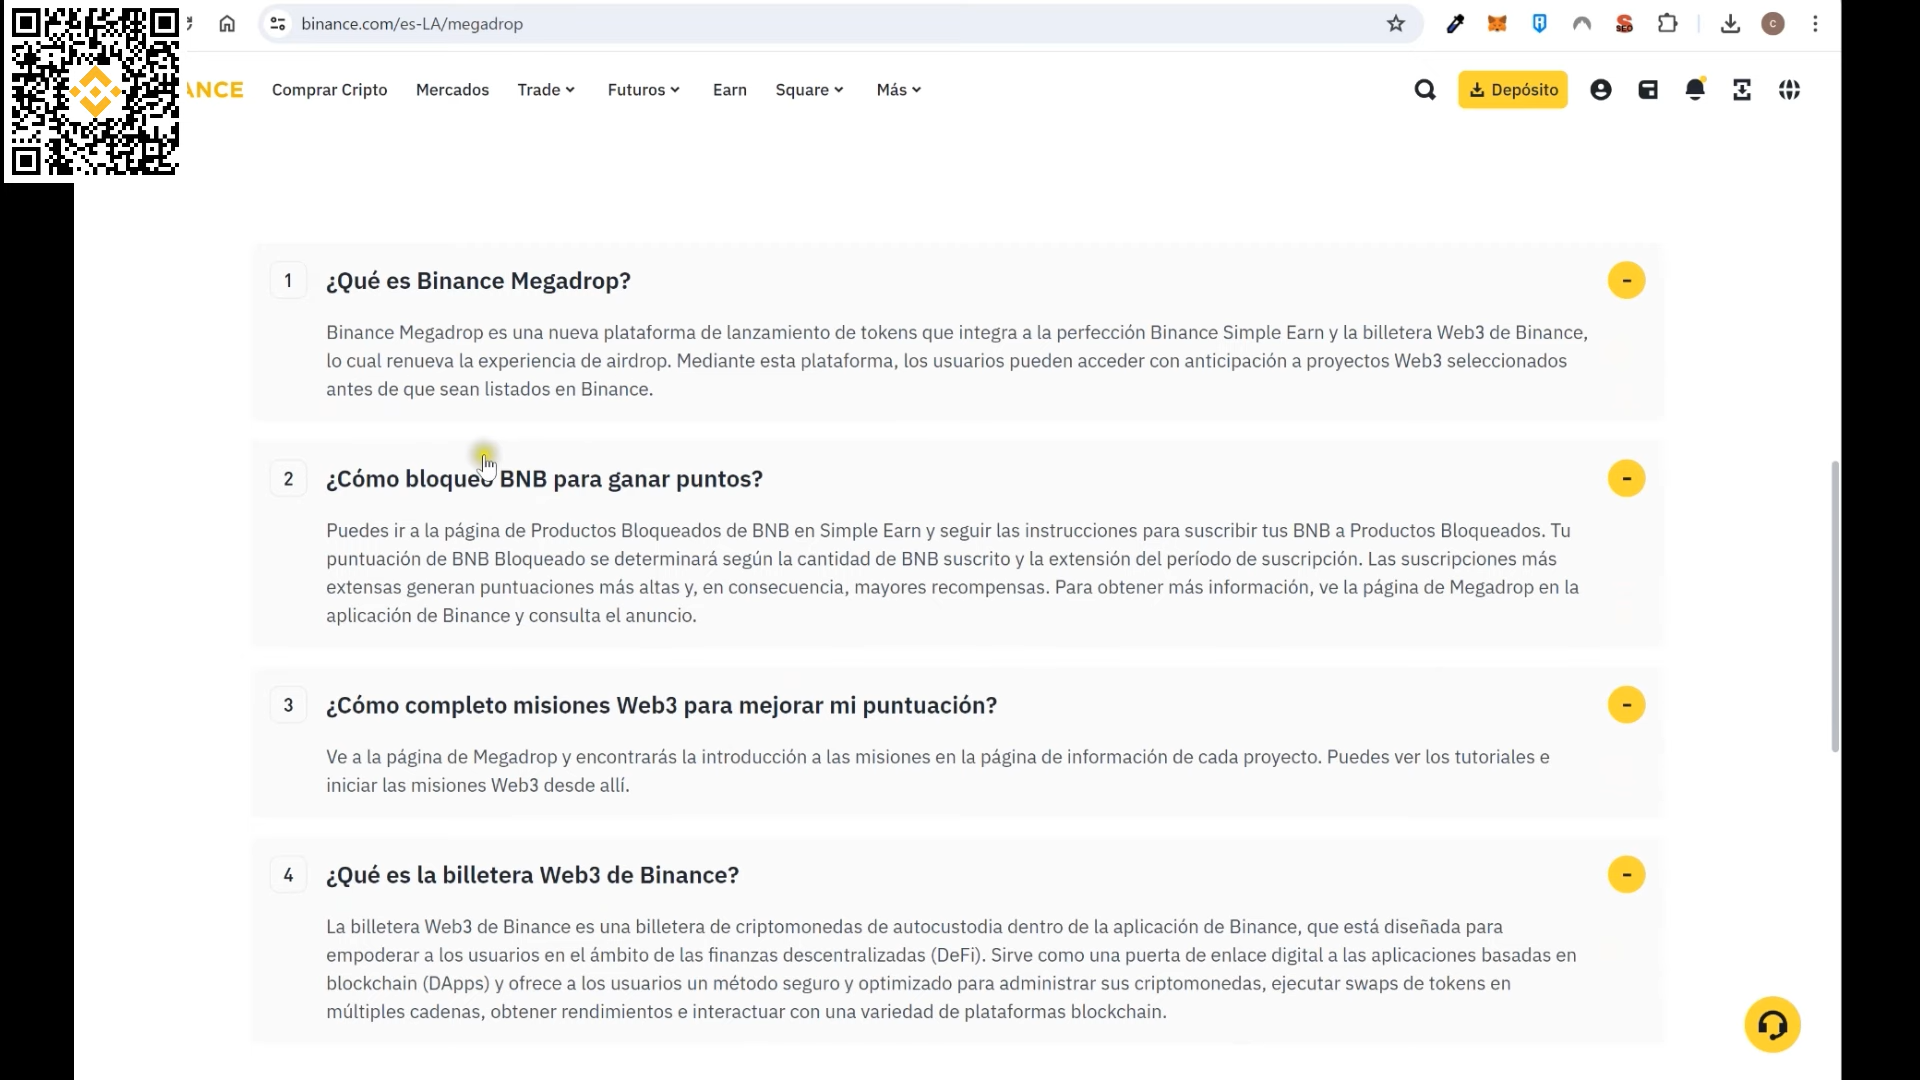 binance.com/es-LA/megadrop
ANCE
Comprar Cripto
Mercados
Trade
Futuros
Earn
Square
Más
Depósito
SEO
C
1
¿Qué es Binance Megadrop?
Binance Megadrop es una nueva plataforma de lanzamiento de tokens que integra a la perfección Binance Simple Earn y la billetera Web3 de Binance,
lo cual renueva la experiencia de airdrop. Mediante esta plataforma, los usuarios pueden acceder con anticipación a proyectos Web3 seleccionados
antes de que sean listados en Binance.
2
¿Cómo bloqueo BNB para ganar puntos?
Puedes ir a la página de Productos Bloqueados de BNB en Simple Earn y seguir las instrucciones para suscribir tus BNB a Productos Bloqueados. Tu
puntuación de BNB Bloqueado se determinará según la cantidad de BNB suscrito y la extensión del período de suscripción. Las suscripciones más
extensas generan puntuaciones más altas y, en consecuencia, mayores recompensas. Para obtener más información, ve la página de Megadrop en la
aplicación de Binance y consulta el anuncio.
3
¿Cómo completo misiones Web3 para mejorar mi puntuación?
Ve a la página de Megadrop y encontrarás la introducción a las misiones en la página de información de cada proyecto. Puedes ver los tutoriales e
iniciar las misiones Web3 desde allí.
4
¿Qué es la billetera Web3 de Binance?
La billetera Web3 de Binance es una billetera de criptomonedas de autocustodia dentro de la aplicación de Binance, que está diseñada para
empoderar a los usuarios en el ámbito de las finanzas descentralizadas (DeFi). Sirve como una puerta de enlace digital a las aplicaciones basadas en
blockchain (DApps) y ofrece a los usuarios un método seguro y optimizado para administrar sus criptomonedas, ejecutar swaps de tokens en
múltiples cadenas, obtener rendimientos e interactuar con una variedad de plataformas blockchain.